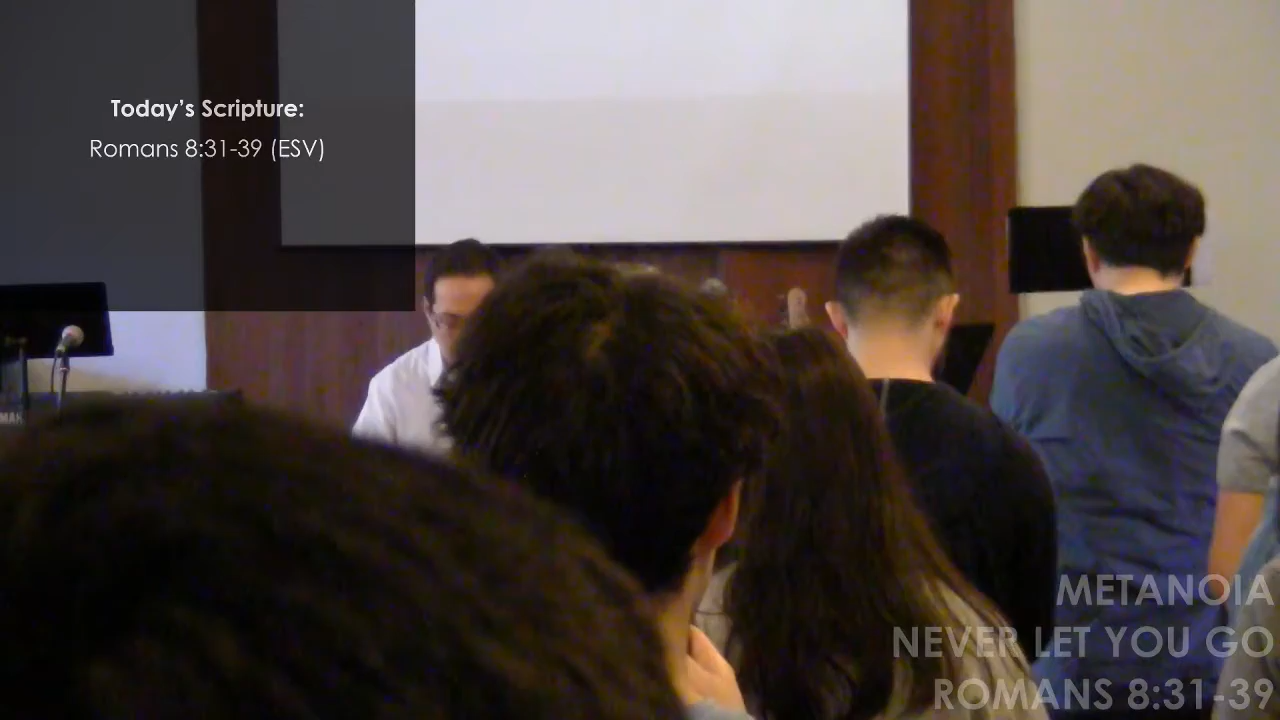 Today's Scripture:
Romans 8:31-39 (ESV)
METANOIA
NEVER LET YOU GO
ROMANS 8:31-39